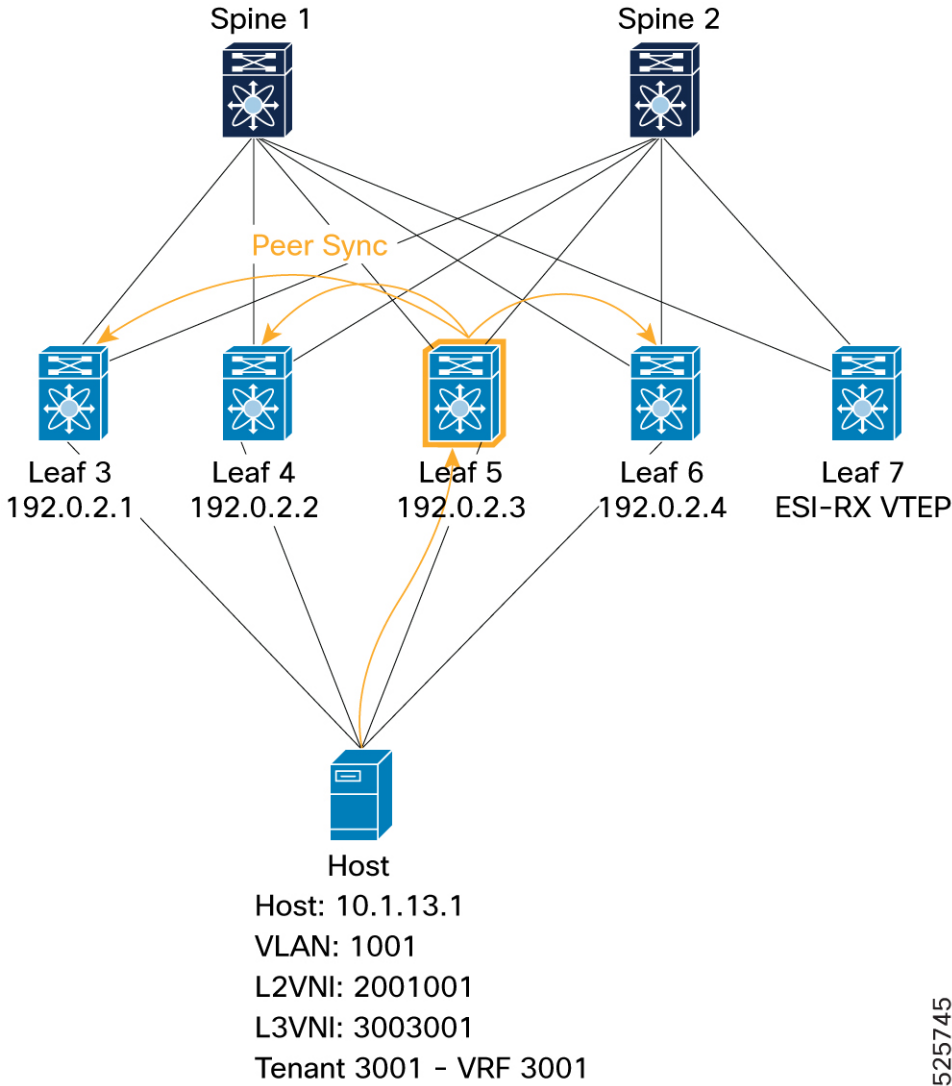 Spine 1
Spine 2
Peer Sync
Leaf 3
192.0.2.1
Leaf 4
192.0.2.2
Leaf 5
192.0.2.3
Leaf 6
192.0.2.4
Leaf 7
ESI-RX VTEP
Host
Host: 10.1.13.1
VLAN: 1001
L2VNI: 2001001
L3VNI: 3003001
Tenant 3001 - VRF 3001
525745